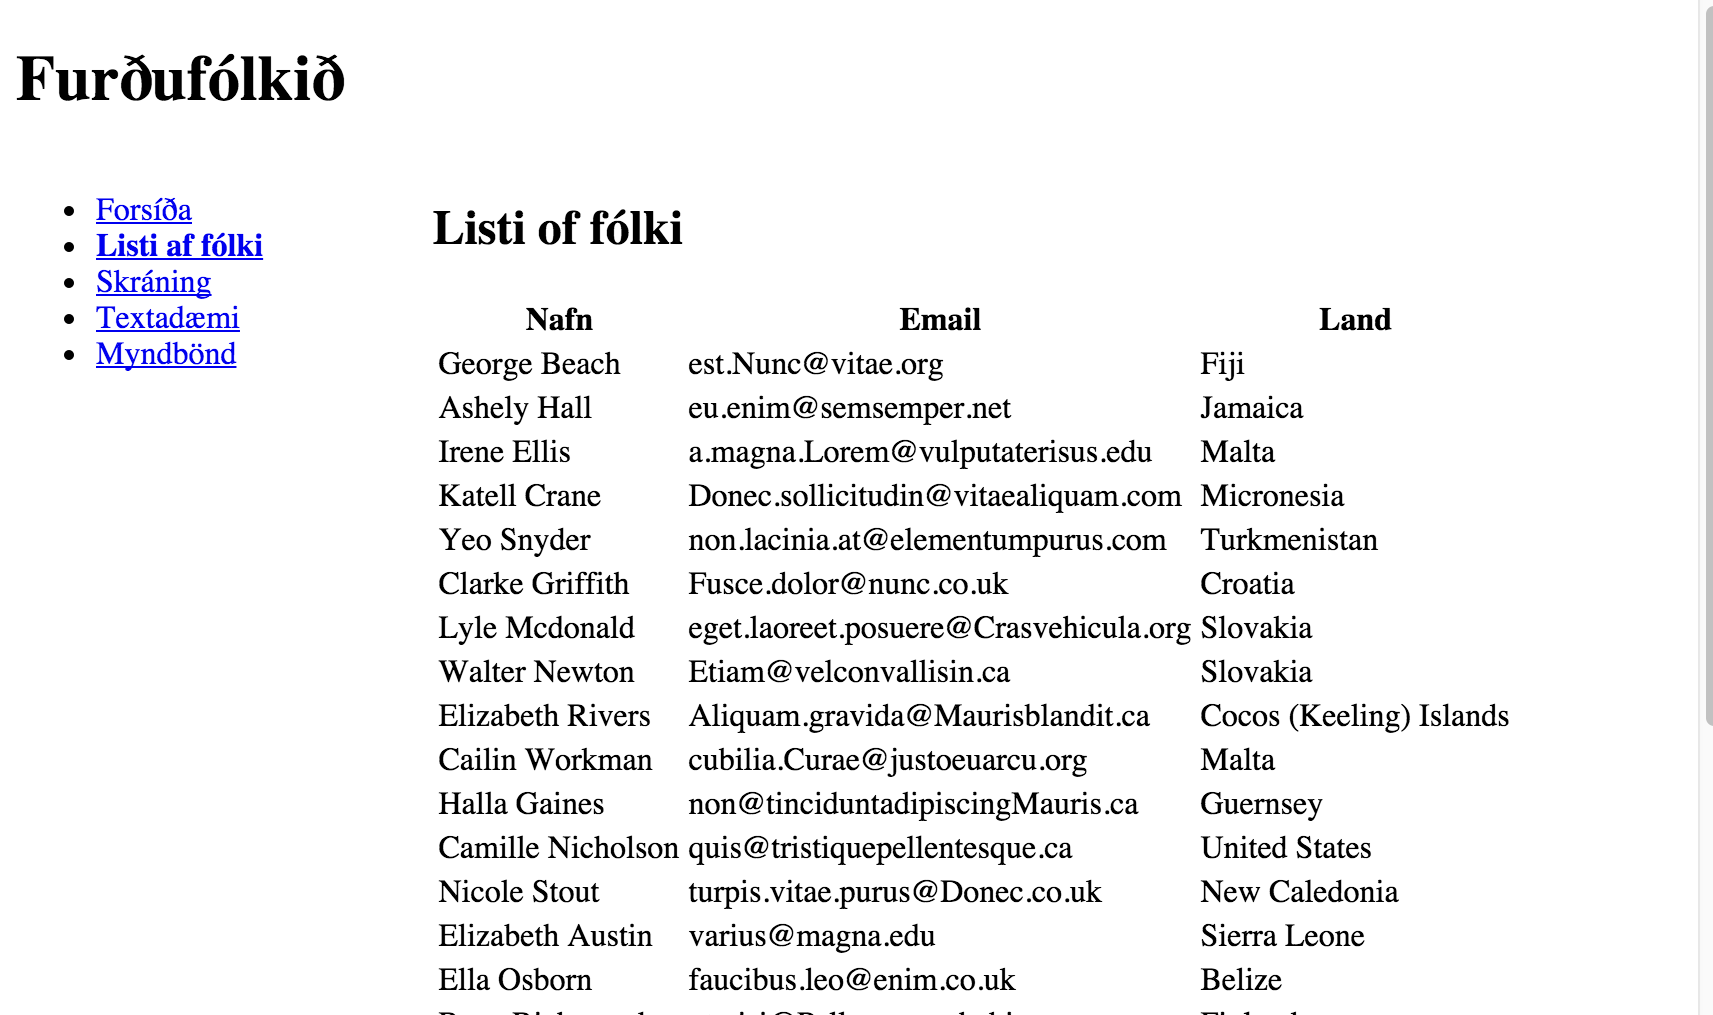 Furðufólkið
Forsíða
Listi af fólki
Skráning
Textadæmi
Myndbönd
Listi of fólki
Nafn Email Land
George Beach est.Nunc@vitae.org Fiji
Ashely Hall eu.enim@semsemper.net Jamaica
Irene Ellis a.magna.Lorem@vulputaterisus.edu Malta
Katell Crane Donec.sollicitudin@vitaealiquam.com Micronesia
Yeo Snyder non.lacinia.at@elementumpurus.com Turkmenistan
Clarke Griffith Fusce.dolor@nunc.co.uk Croatia
Lyle Mcdonald eget.laoreet.posuere@Crasvehicula.org Slovakia
Walter Newton Etiam@velconvallisin.ca Slovakia
Elizabeth Rivers Aliquam.gravida@Maurisblandit.ca Cocos (Keeling) Islands
Cailin Workman cubilia.Curae@justoeuarcu.org Malta
Halla Gaines non@tinciduntadipiscingMauris.ca Guernsey
Camille Nicholson quis@tristiquepellentesque.ca United States
Nicole Stout turpis.vitae.purus@Donec.co.uk New Caledonia
Elizabeth Austin varius@magna.edu Sierra Leone
Ella Osborn faucibus.leo@enim.co.uk Belize